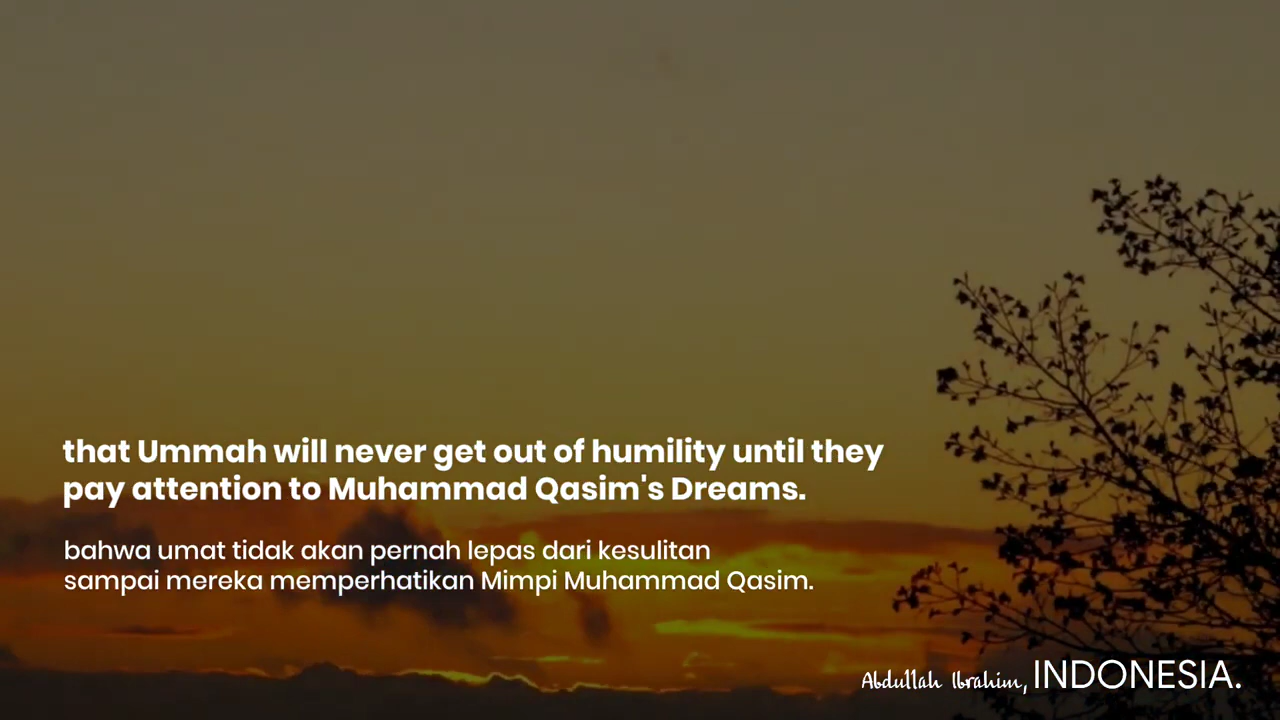 that Ummah will never get out of humility until they
pay attention to Muhammad Qasim's Dreams.
bahwa umat tidak akan pernah lepas dari kesulitan
sampai mereka memperhatikan Mimpi Muhammad Qasim.
Abdullah Ibrahim, INDONESIA.